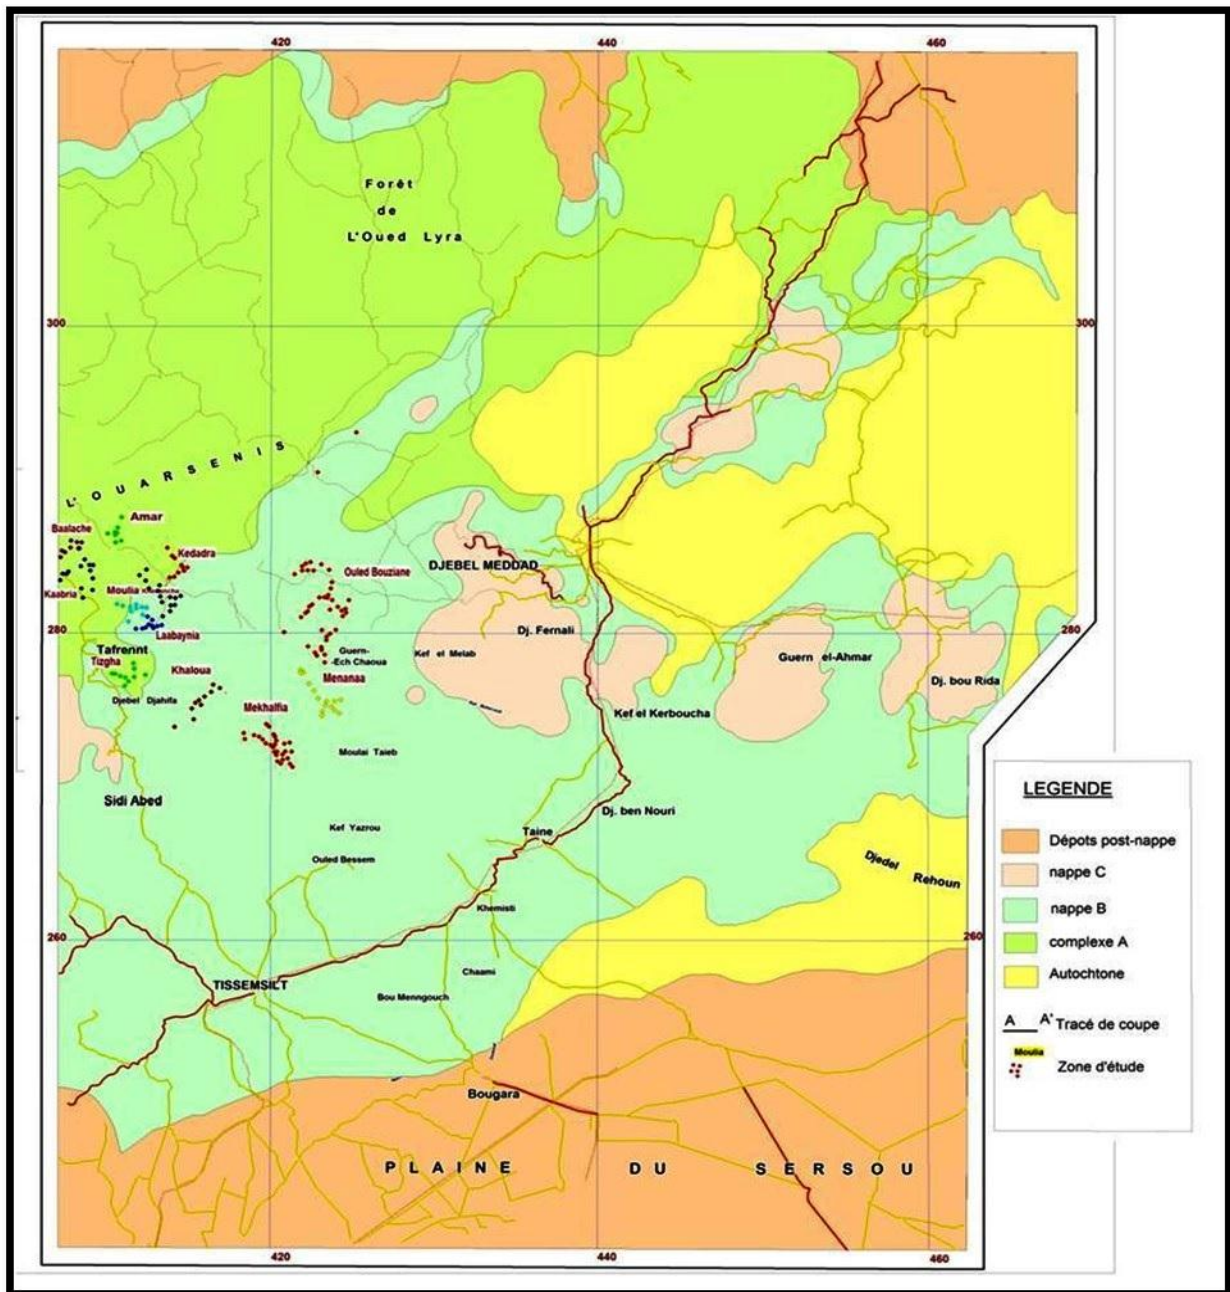 420 440 460
Forêt
de
L'Oued Lyra
300 300
L'OUARSENIS
Amar
Baalache
Kedadra
DJEBEL MEDDAD
Ouled Bouziane
Kaabria
Moulia
Laabaynia
Dj. Fernali
280 280
Tafrennt
Guern-
-Ech Chaoua
Kef el Melab
Guern el-Ahmar
Tizgha
Khaloua
Menanaa
Dj. bou Rida
Djebel Djahifa
Mekhalfia
Kef el Kerboucha
Moulai Taieb
Sidi Abed
Dj. ben Nouri
Kef Yazrou
Taine
Ouled Bessem
Djedel Rehoun
Khemisti
260 260
Chaami
TISSEMSILT
Bou Menngouch
Bougara
PLAINE DU SERSOU
420 440 460
LEGENDE
Dépots post-nappe
nappe C
nappe B
complexe A
Autochtone
A A' Tracé de coupe
Moulia
Zone d'étude